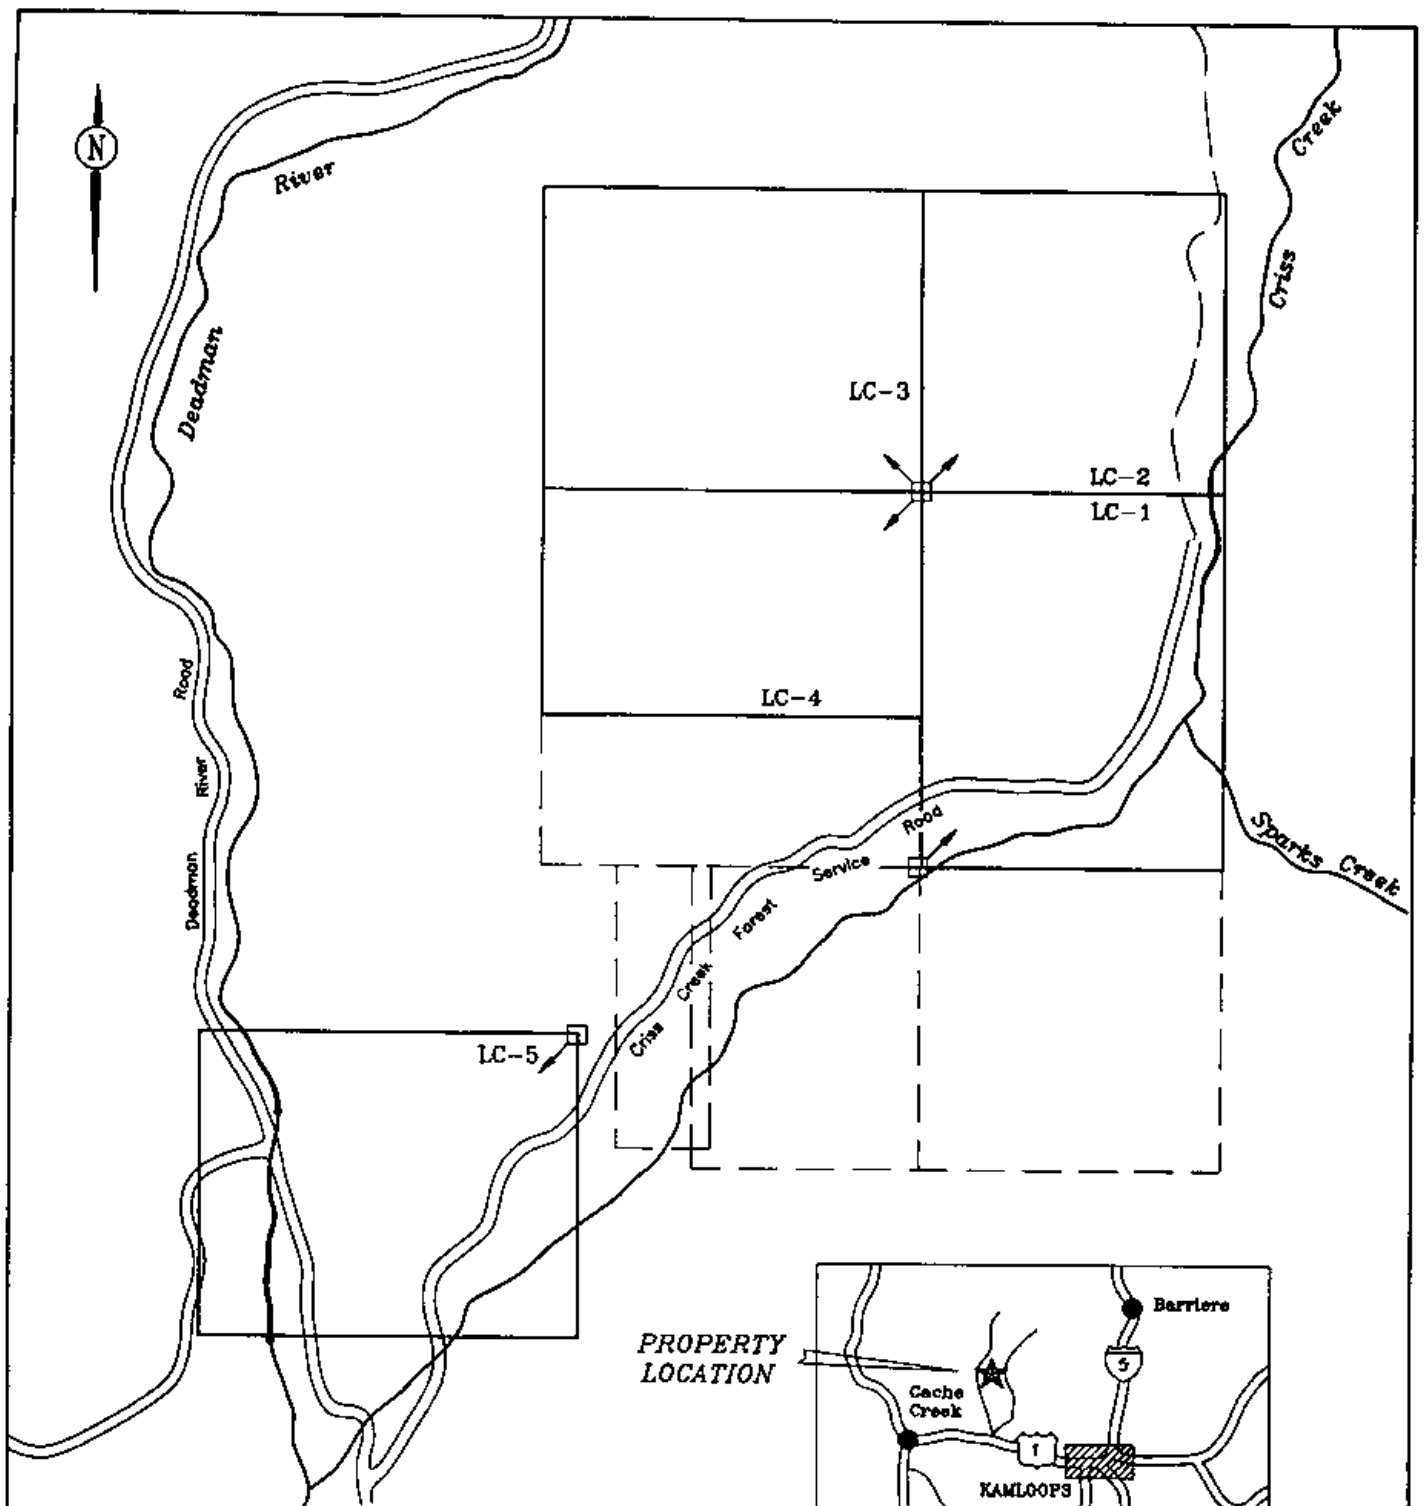 N
River
Deadman
Creek
Criss
LC-3
LC-2
LC-1
LC-4
Road
River
Deadman
Road
Service
Forest
Creek
Criss
Sparks Creek
LC-5
PROPERTY
LOCATION
Barriere
5
Cache
Creek
1
KAMLOOPS